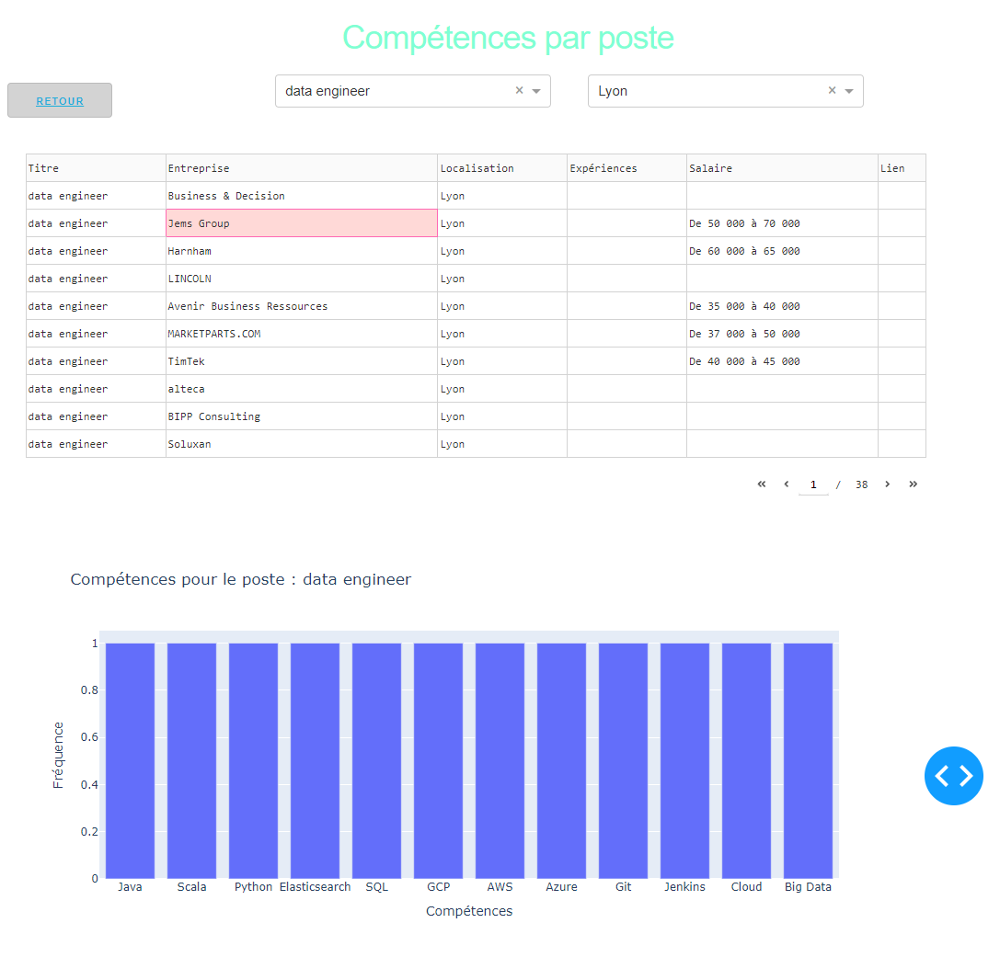 Compétences par poste
RETOUR
data engineer × Lyon ×
Titre Entreprise Localisation Expériences Salaire Lien
data engineer Business & Decision Lyon
data engineer Jems Group Lyon De 50 000 à 70 000
data engineer Harnham Lyon De 60 000 à 65 000
data engineer LINCOLN Lyon
data engineer Avenir Business Ressources Lyon De 35 000 à 40 000
data engineer MARKETPARTS.COM Lyon De 37 000 à 50 000
data engineer TimTek Lyon De 40 000 à 45 000
data engineer alteca Lyon
data engineer BIPP Consulting Lyon
data engineer Soluxan Lyon
« ‹ 1 / 38 › »
Compétences pour le poste : data engineer
1
0.8
0.6
0.4
0.2
0
Fréquence
Java Scala Python Elasticsearch SQL GCP AWS Azure Git Jenkins Cloud Big Data
Compétences